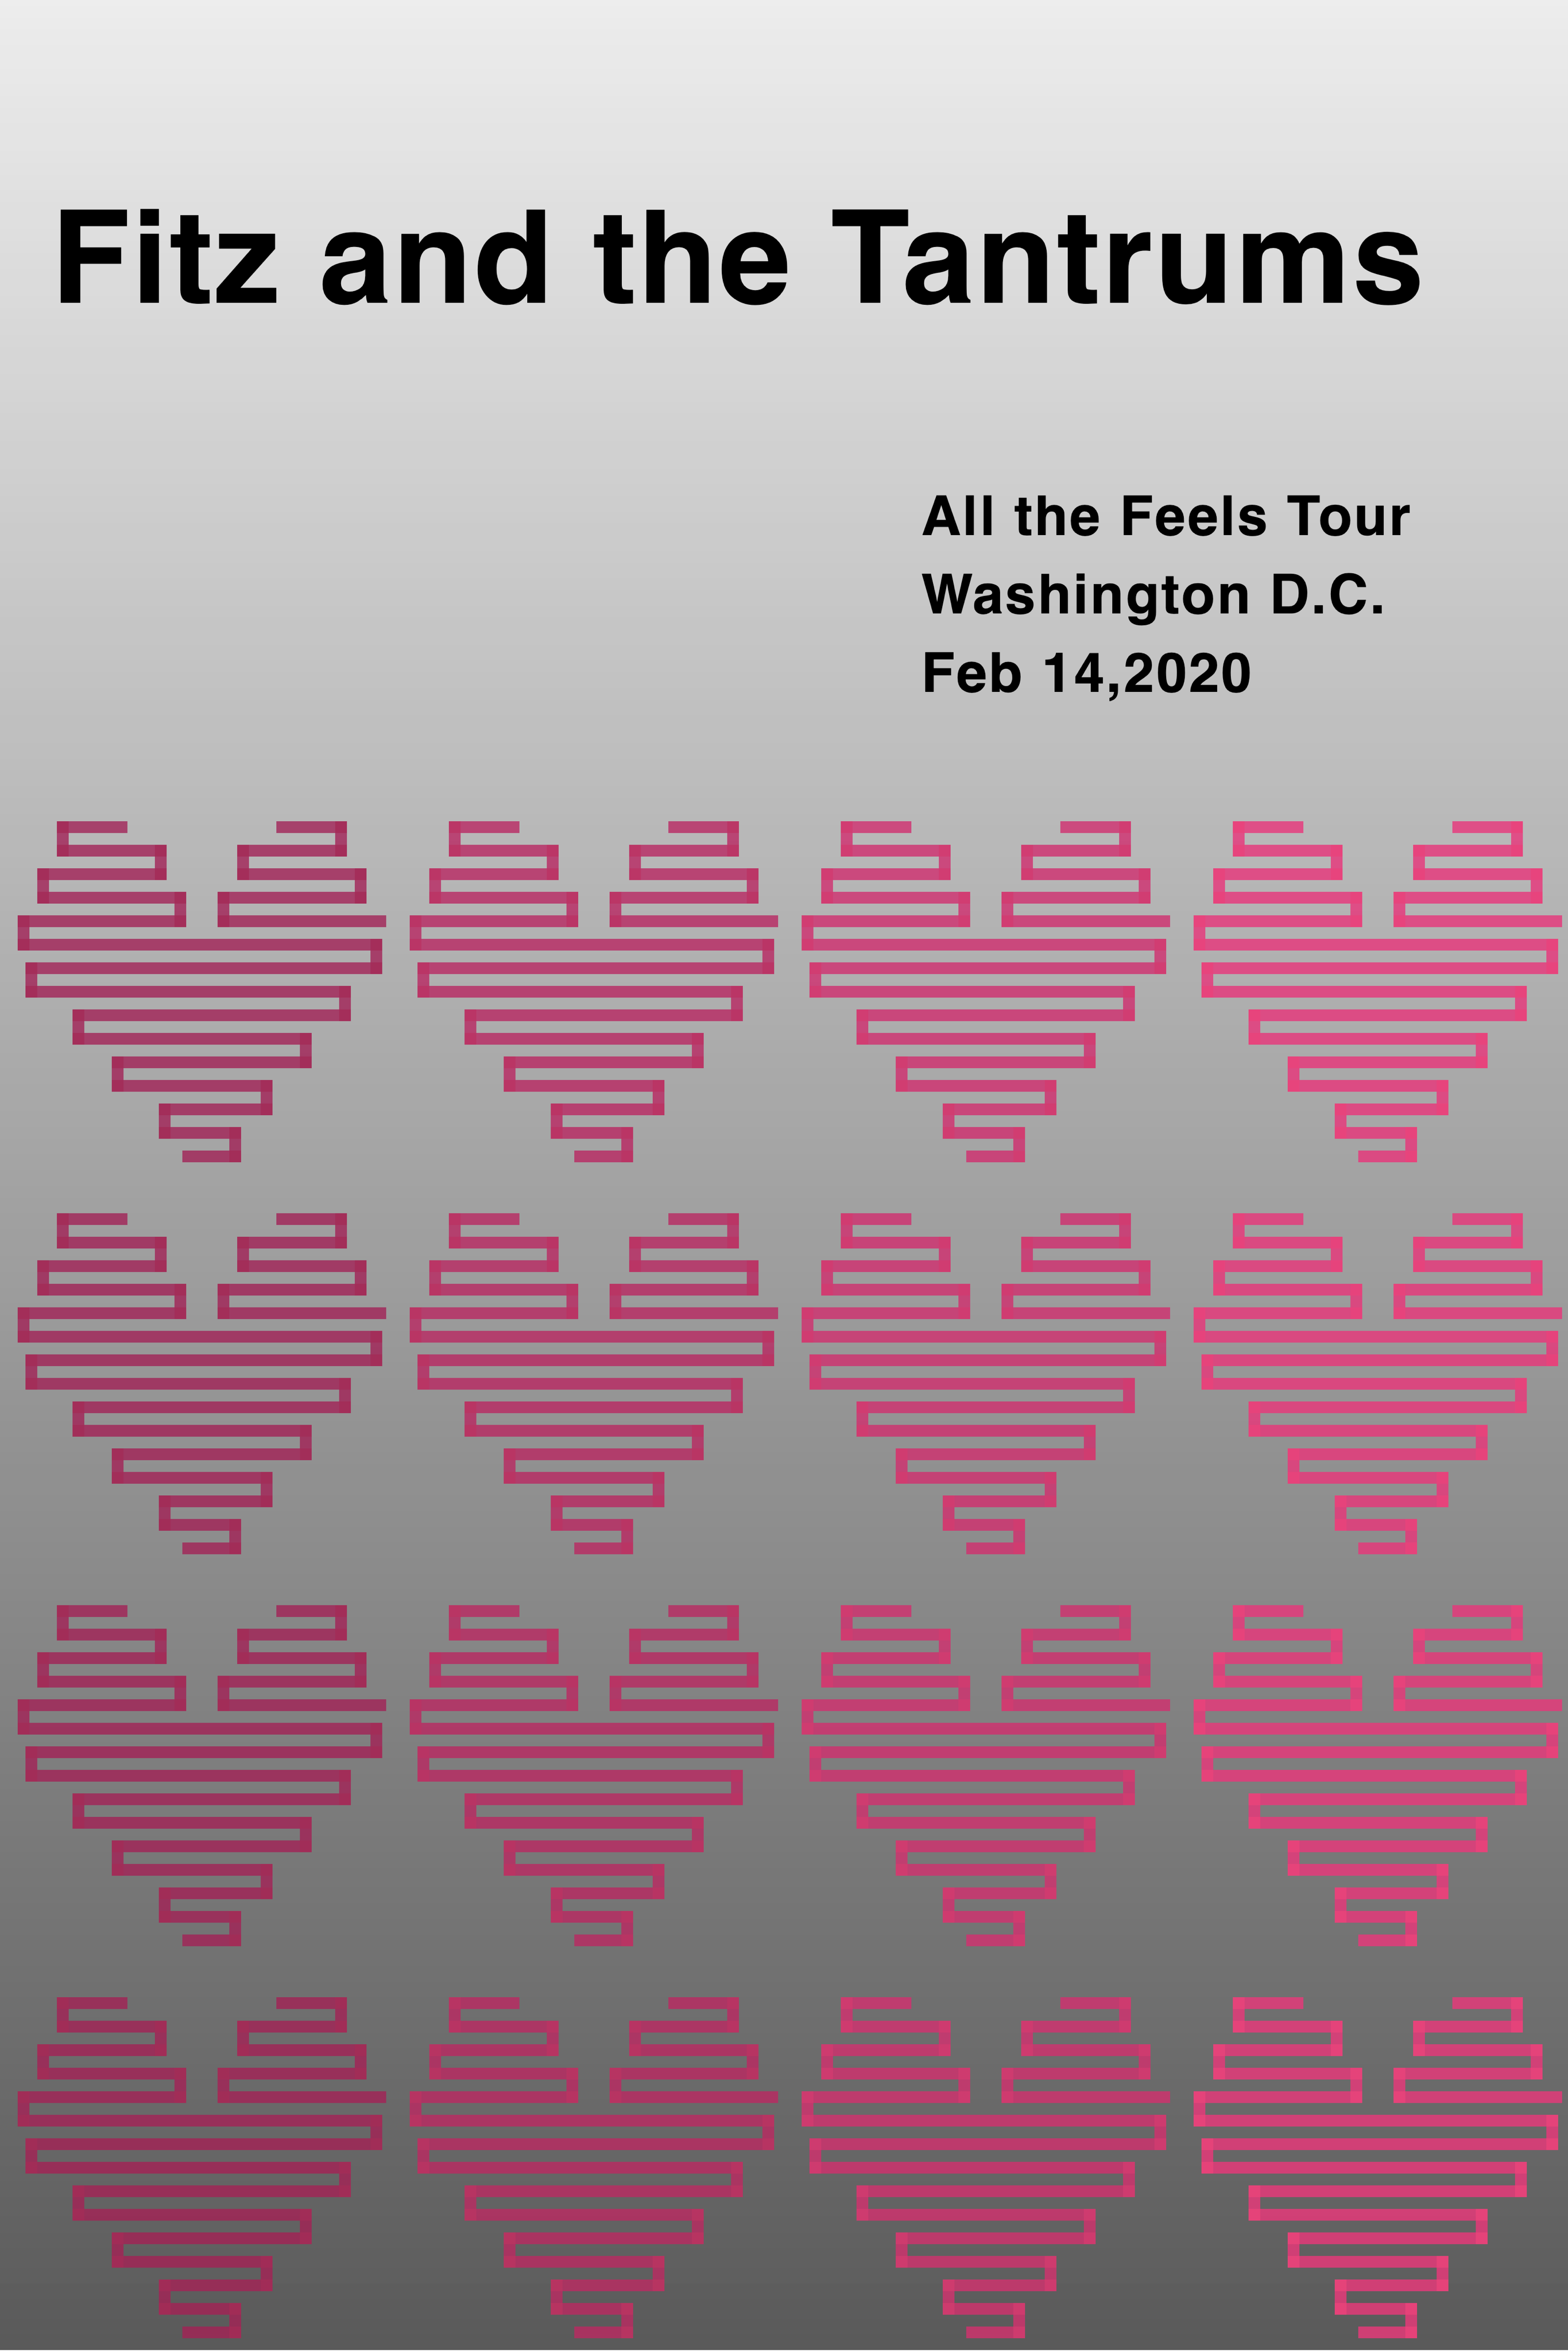 Fitz and the Tantrums
All the Feels Tour
Washington D.C.
Feb 14,2020